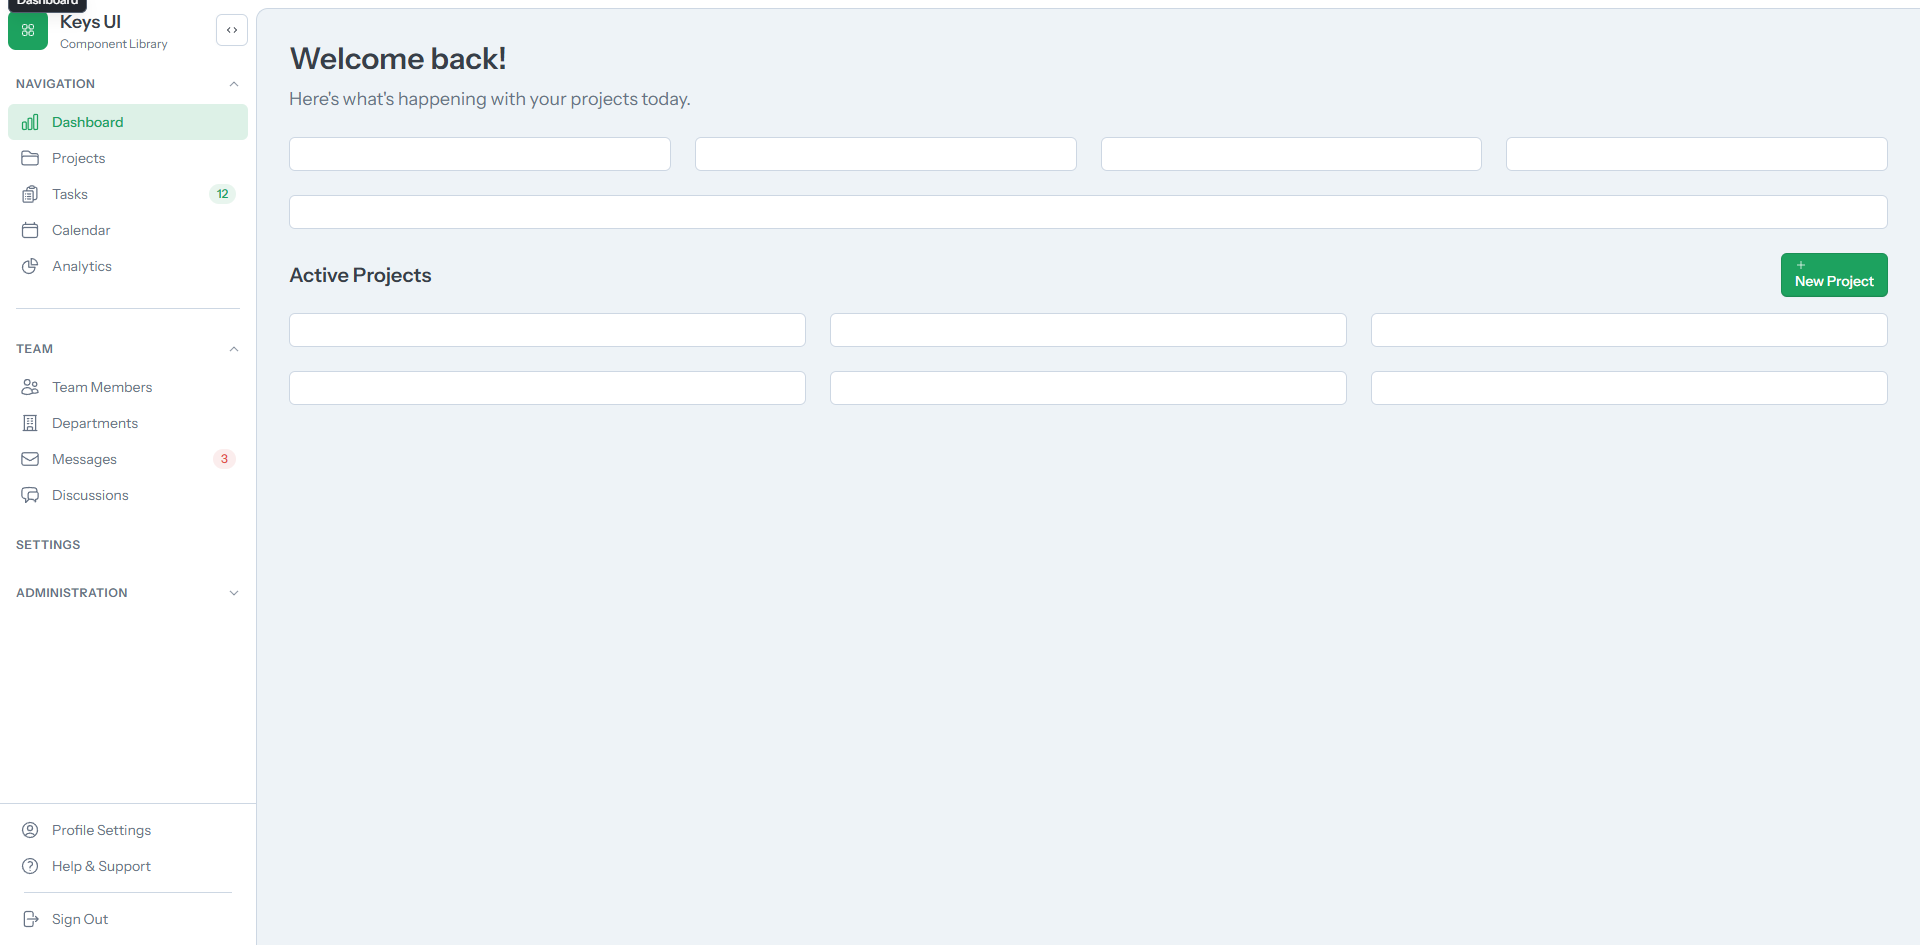 Dashboard
Keys UI
Component Library
NAVIGATION
Dashboard
Projects
Tasks
12
Calendar
Analytics
TEAM
Team Members
Departments
Messages
3
Discussions
SETTINGS
ADMINISTRATION
Profile Settings
Help & Support
Sign Out
Welcome back!
Here's what's happening with your projects today.
Active Projects
New Project